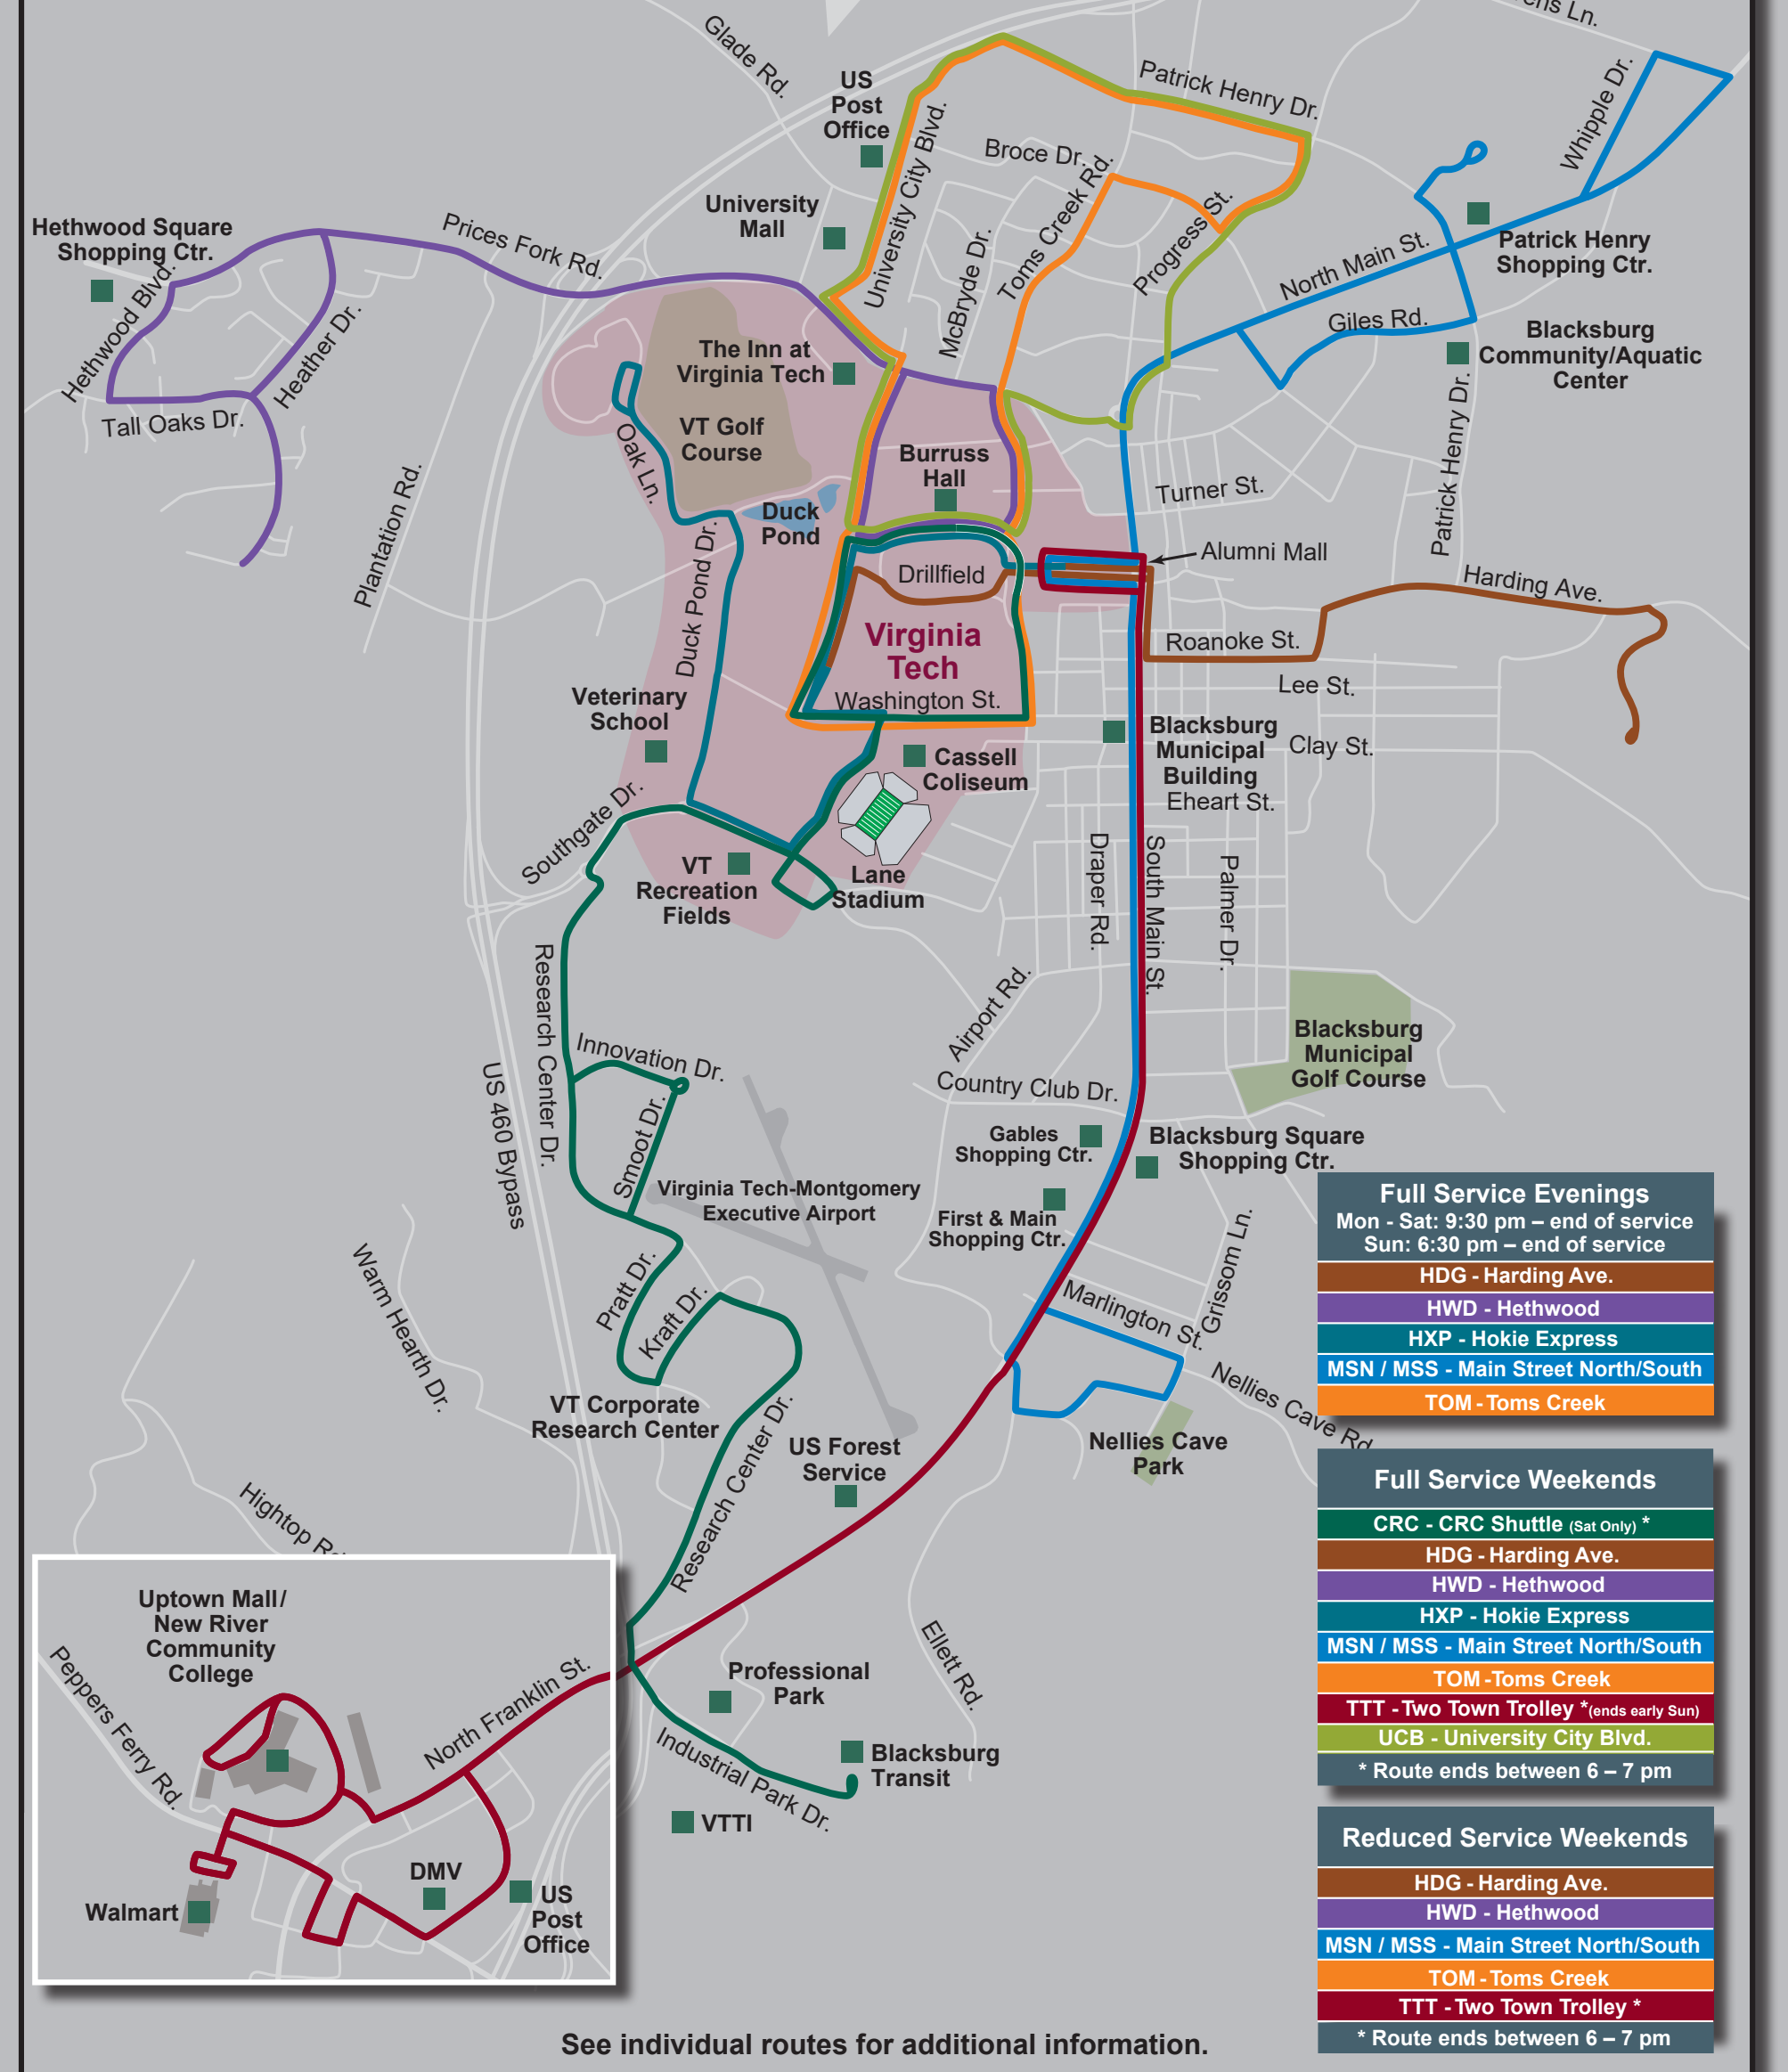 ens Ln.
Glade Rd.
US
Post
Office
Patrick Henry Dr.
Whipple Dr.
University City Blvd.
Broce Dr.
Toms Creek Rd.
Progress St.
McBryde Dr.
University
Mall
Hethwood Square
Shopping Ctr.
Prices Fork Rd.
Hethwood Blvd.
Heather Dr.
Tall Oaks Dr.
Patrick Henry
Shopping Ctr.
North Main St.
Giles Rd.
Blacksburg
Community/Aquatic
Center
The Inn at
Virginia Tech
VT Golf
Course
Oak Ln.
Burruss
Hall
Duck
Pond
Turner St.
Patrick Henry Dr.
Plantation Rd.
Duck Pond Dr.
Drillfield
Alumni Mall
Harding Ave.
Virginia
Tech
Roanoke St.
Washington St.
Lee St.
Veterinary
School
Cassell
Coliseum
Blacksburg
Municipal
Building
Clay St.
Eheart St.
Southgate Dr.
VT
Recreation
Fields
Lane
Stadium
Draper Rd.
South Main St.
Palmer Dr.
Research Center Dr.
Airport Rd.
Innovation Dr.
Blacksburg
Municipal
Golf Course
US 460 Bypass
Smoot Dr.
Country Club Dr.
Gables
Shopping Ctr.
Blacksburg Square
Shopping Ctr.
Virginia Tech-Montgomery
Executive Airport
First & Main
Shopping Ctr.
Grissom Ln.
Warm Hearth Dr.
Pratt Dr.
Kraft Dr.
Marlington St.
Nellies Cave Rd
VT Corporate
Research Center
Research Center Dr.
US Forest
Service
Nellies Cave
Park
Hightop
Ellett Rd.
Uptown Mall/
New River
Community
College
Peppers Ferry Rd.
North Franklin St.
Professional
Park
Industrial Park Dr.
Blacksburg
Transit
VTTI
DMV
Walmart
US
Post
Office
Full Service Evenings
Mon - Sat: 9:30 pm – end of service
Sun: 6:30 pm – end of service
HDG - Harding Ave.
HWD - Hethwood
HXP - Hokie Express
MSN / MSS - Main Street North/South
TOM - Toms Creek
Full Service Weekends
CRC - CRC Shuttle (Sat Only) *
HDG - Harding Ave.
HWD - Hethwood
HXP - Hokie Express
MSN / MSS - Main Street North/South
TOM -Toms Creek
TTT - Two Town Trolley *(ends early Sun)
UCB - University City Blvd.
* Route ends between 6 – 7 pm
Reduced Service Weekends
HDG - Harding Ave.
HWD - Hethwood
MSN / MSS - Main Street North/South
TOM - Toms Creek
TTT - Two Town Trolley *
* Route ends between 6 – 7 pm
See individual routes for additional information.